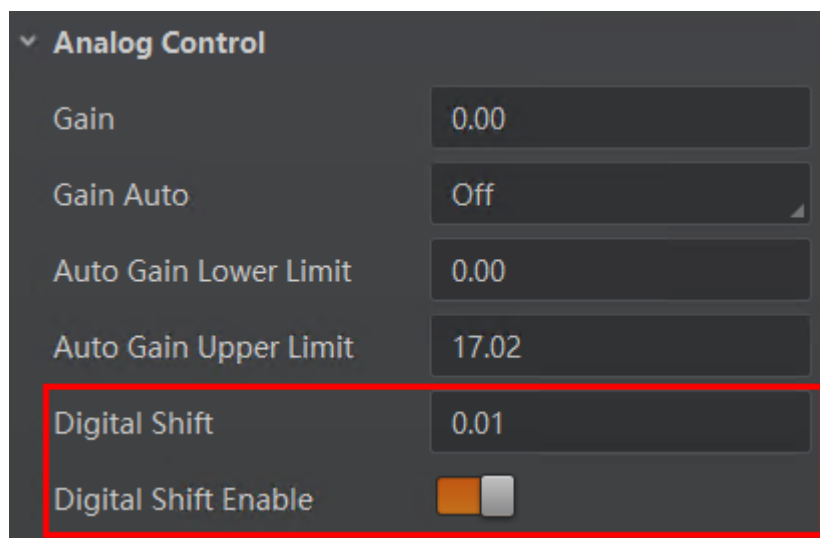 Analog Control
Gain 0.00
Gain Auto Off
Auto Gain Lower Limit 0.00
Auto Gain Upper Limit 17.02
Digital Shift 0.01
Digital Shift Enable